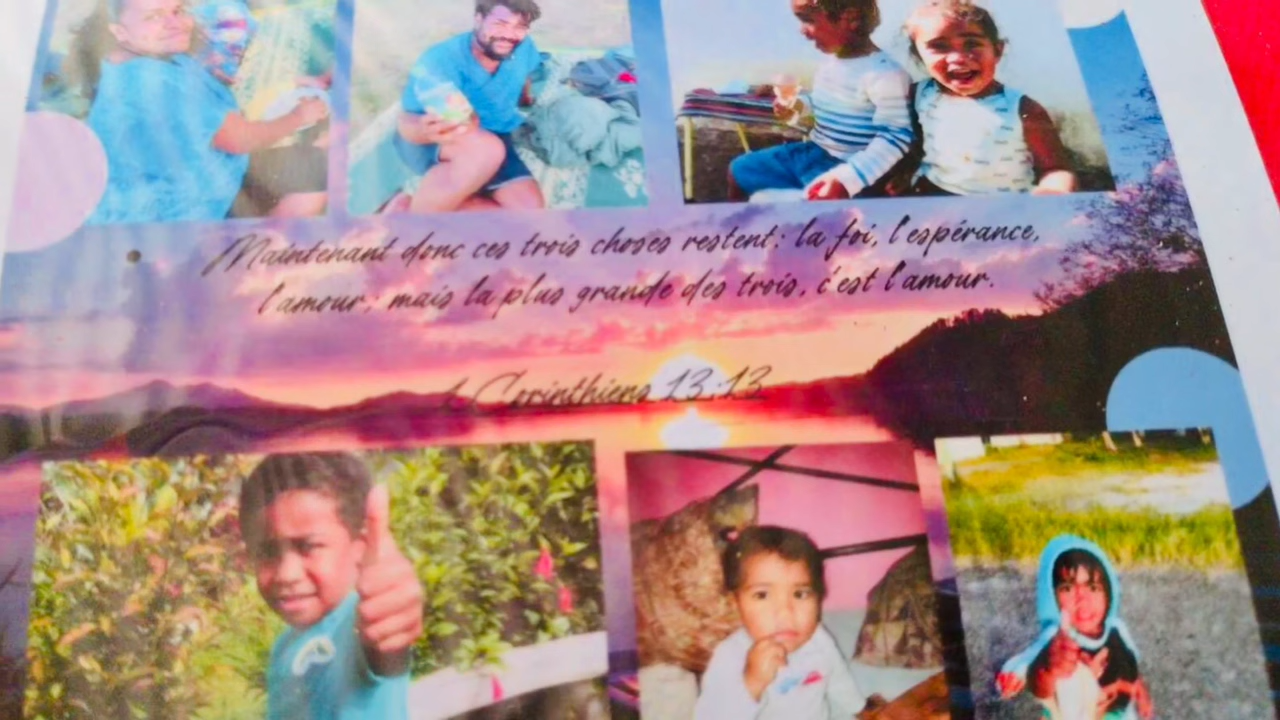 Maintenant donc ces trois choses restent: la foi, l'espérance,
l'amour; mais la plus grande des trois, c'est l'amour.
1 Corinthiens 13:13